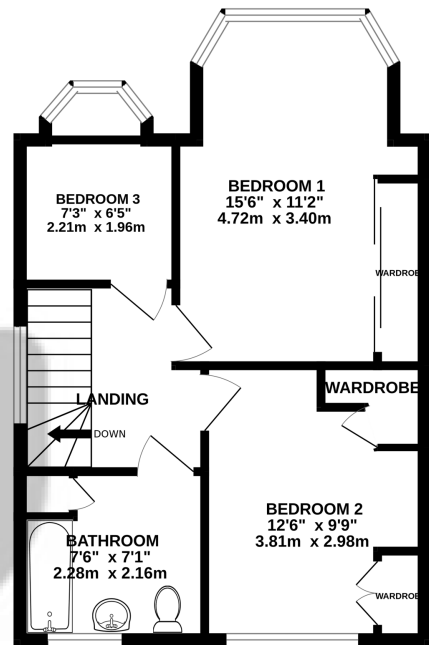 BEDROOM 1
15'6" x 11'2"
4.72m x 3.40m
BEDROOM 3
7'3" x 6'5"
2.21m x 1.96m
WARDROBE
WARDROBE
LANDING
DOWN
BEDROOM 2
12'6" x 9'9"
3.81m x 2.98m
BATHROOM
7'6" x 7'1"
2.28m x 2.16m
WARDROBE